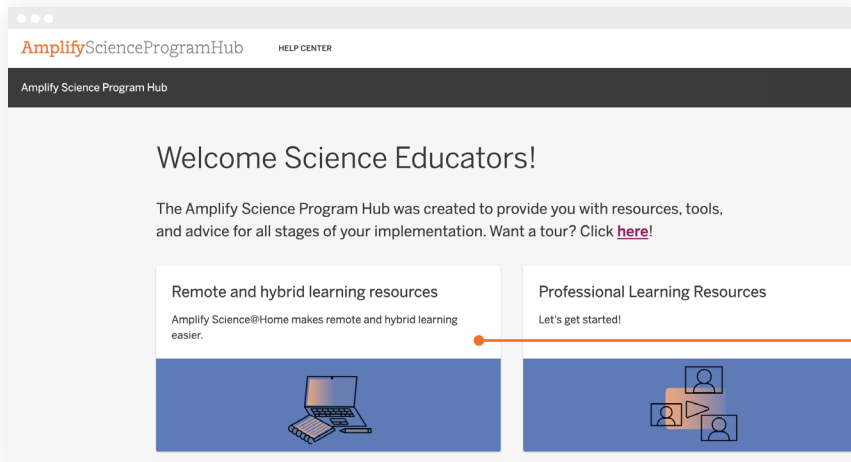 AmplifyScienceProgramHub HELP CENTER
Amplify Science Program Hub
Welcome Science Educators!
The Amplify Science Program Hub was created to provide you with resources, tools,
and advice for all stages of your implementation. Want a tour? Click here!
Remote and hybrid learning resources
Amplify Science@Home makes remote and hybrid learning
easier.
Professional Learning Resources
Let's get started!